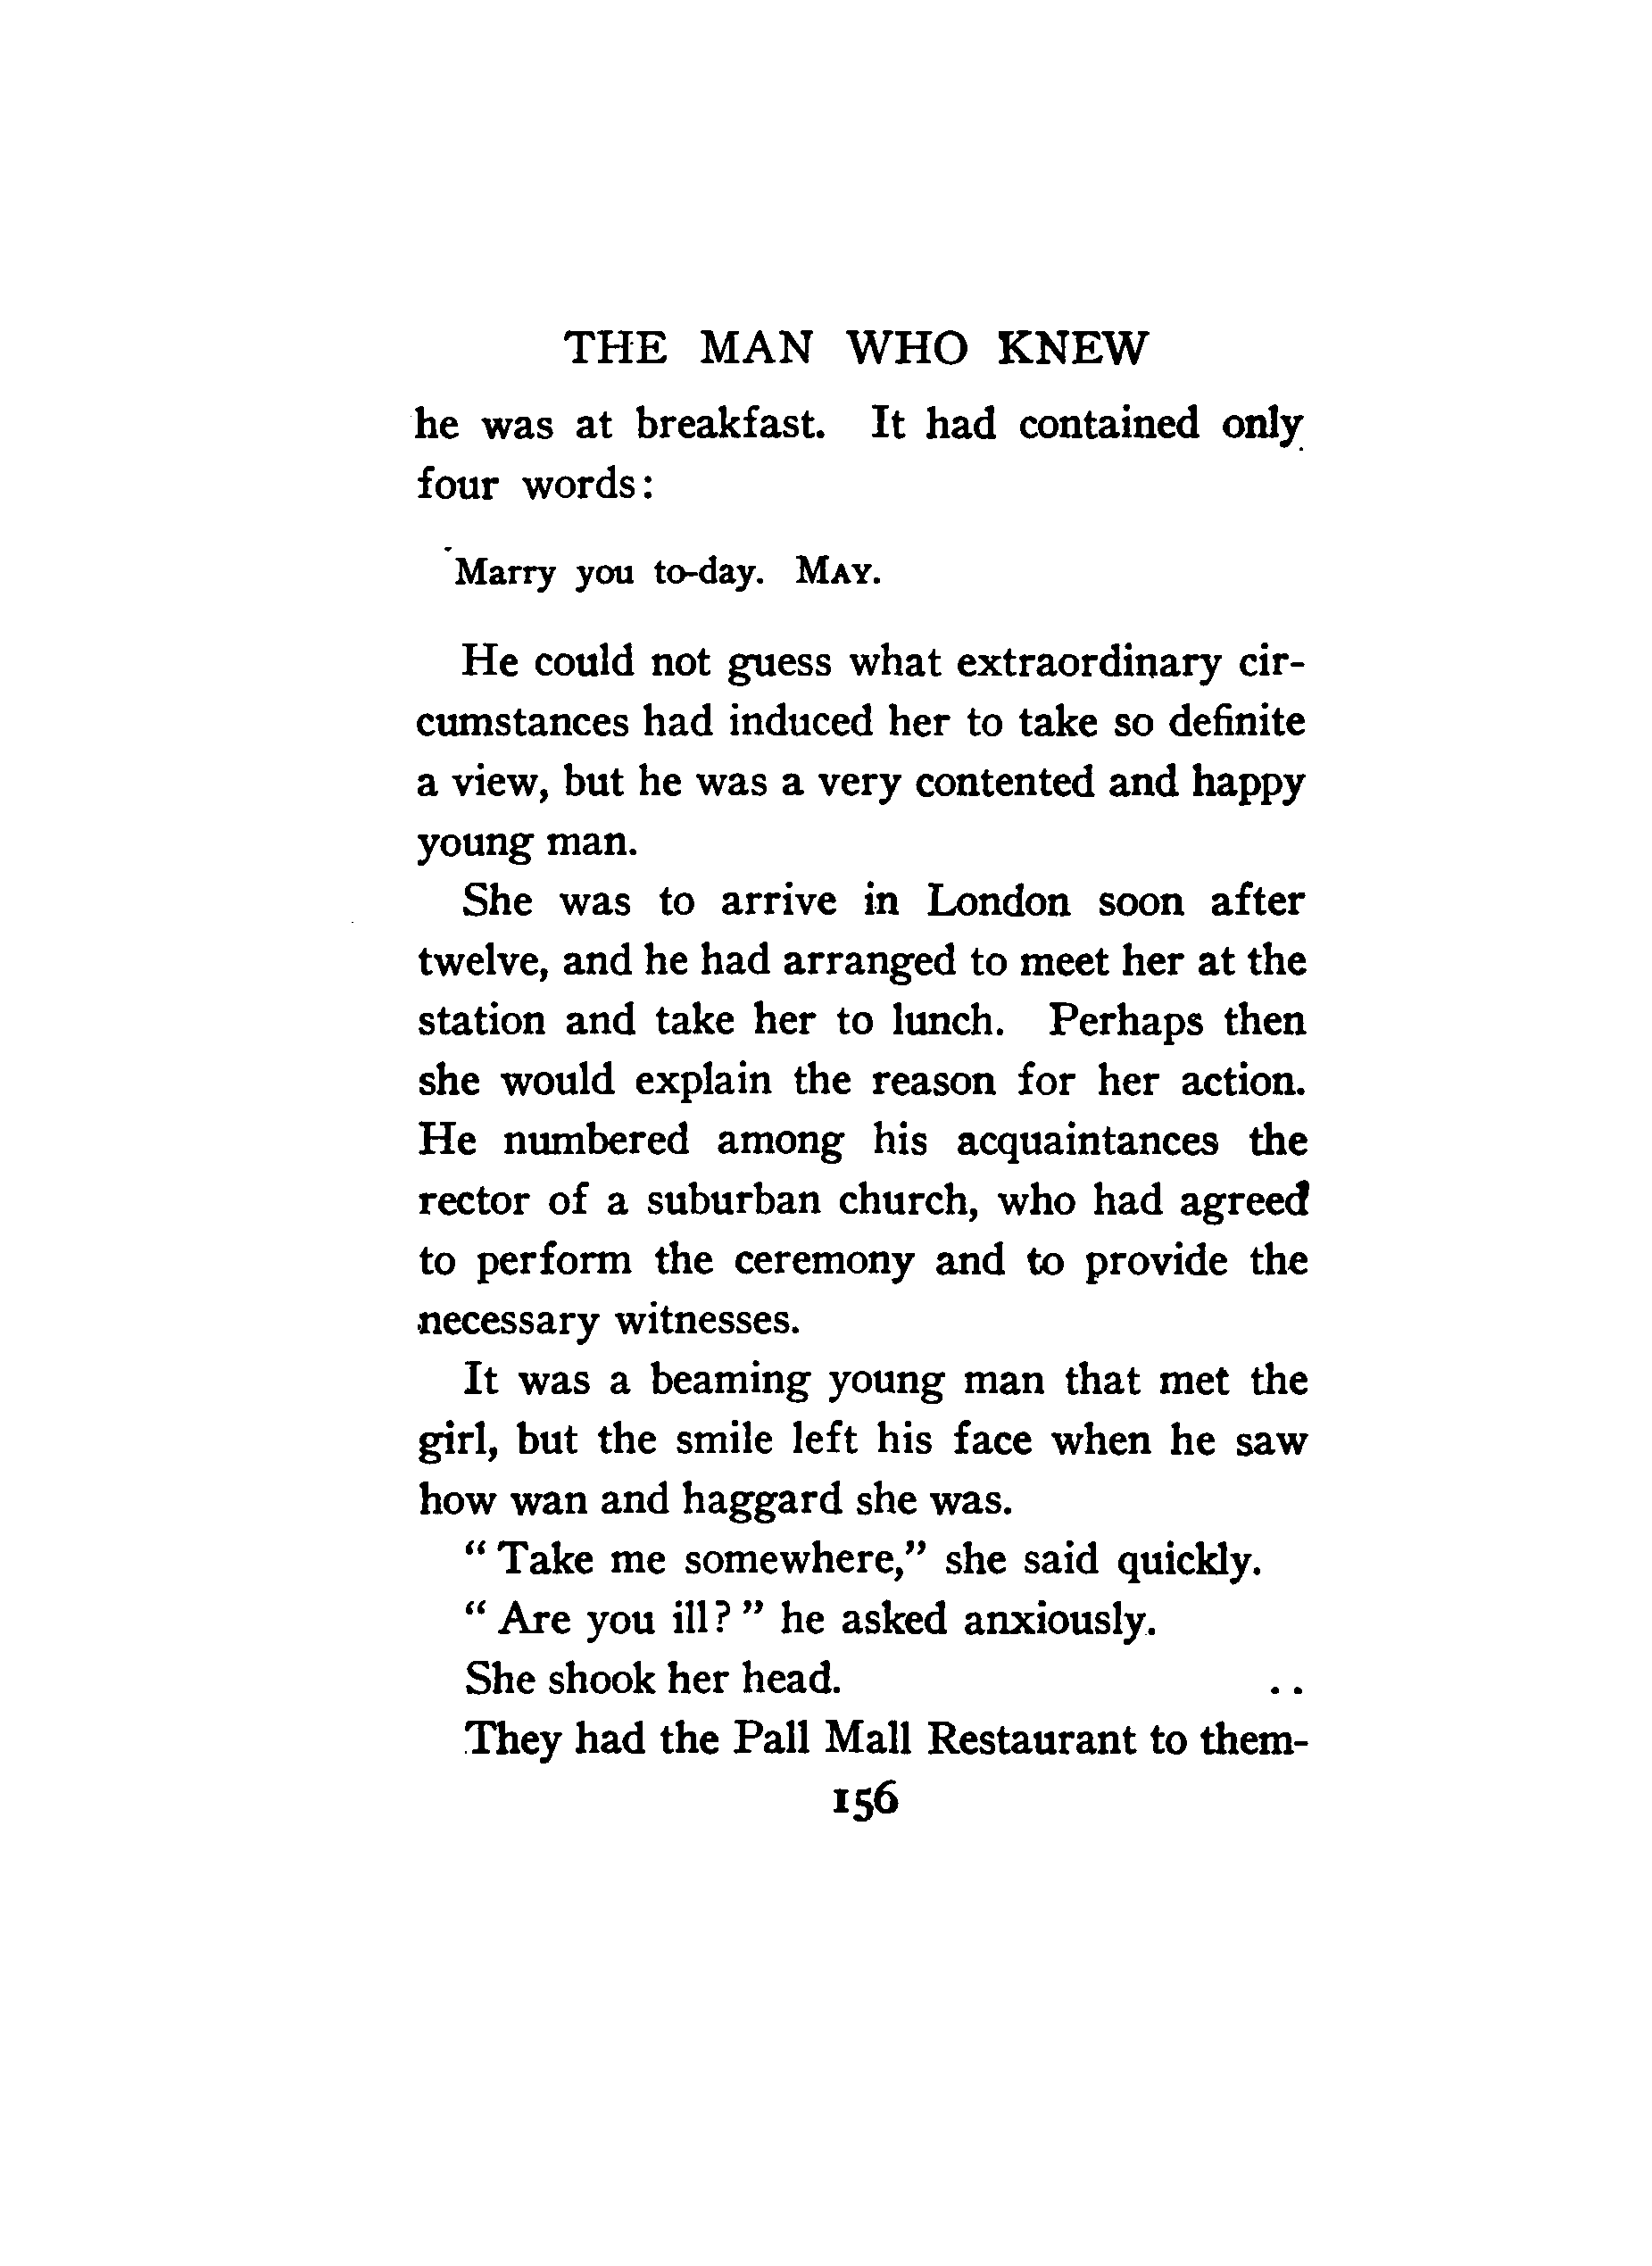 THE MAN WHO KNEW
he was at breakfast. It had contained only
four words:
Marry you to-day. MAY.
He could not guess what extraordinary cir-
cumstances had induced her to take so definite
a view, but he was a very contented and happy
young man.
She was to arrive in London soon after
twelve, and he had arranged to meet her at the
station and take her to lunch. Perhaps then
she would explain the reason for her action.
He numbered among his acquaintances the
rector of a suburban church, who had agreed
to perform the ceremony and to provide the
necessary witnesses.
It was a beaming young man that met the
girl, but the smile left his face when he saw
how wan and haggard she was.
“ Take me somewhere,” she said quickly.
“ Are you ill? ” he asked anxiously.
She shook her head.
They had the Pall Mall Restaurant to them-
156